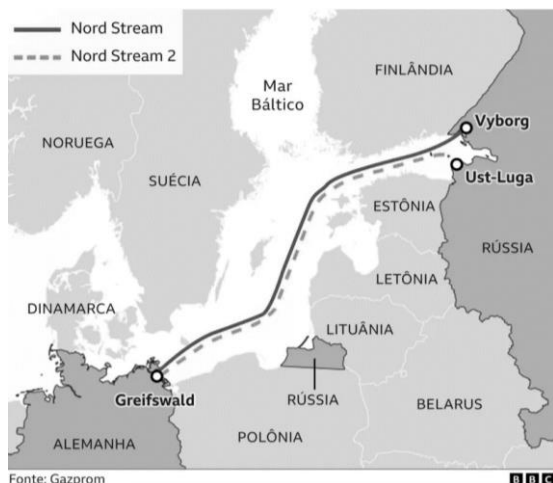 Nord Stream
Nord Stream 2
FINLÂNDIA
Mar
Báltico
Vyborg
NORUEGA
Ust-Luga
SUÉCIA
ESTÔNIA
RÚSSIA
LETÔNIA
DINAMARCA
LITUÂNIA
Greifswald
RÚSSIA
BELARUS
ALEMANHA
POLÔNIA
Fonte: Gazprom
BBC